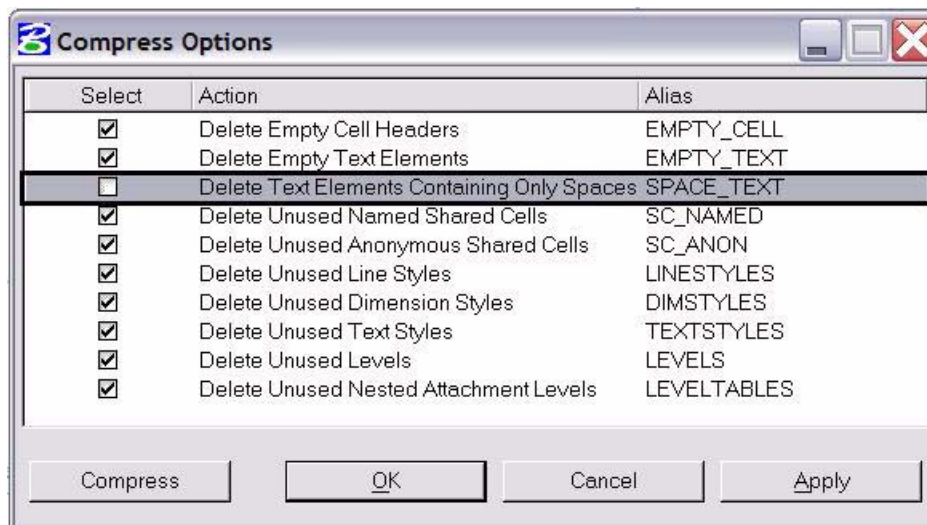 Compress Options
Select Action Alias
Delete Empty Cell Headers EMPTY_CELL
Delete Empty Text Elements EMPTY_TEXT
Delete Text Elements Containing Only Spaces SPACE_TEXT
Delete Unused Named Shared Cells SC_NAMED
Delete Unused Anonymous Shared Cells SC_ANON
Delete Unused Line Styles LINESTYLES
Delete Unused Dimension Styles DIMSTYLES
Delete Unused Text Styles TEXTSTYLES
Delete Unused Levels LEVELS
Delete Unused Nested Attachment Levels LEVELTABLES
Compress OK Cancel Apply